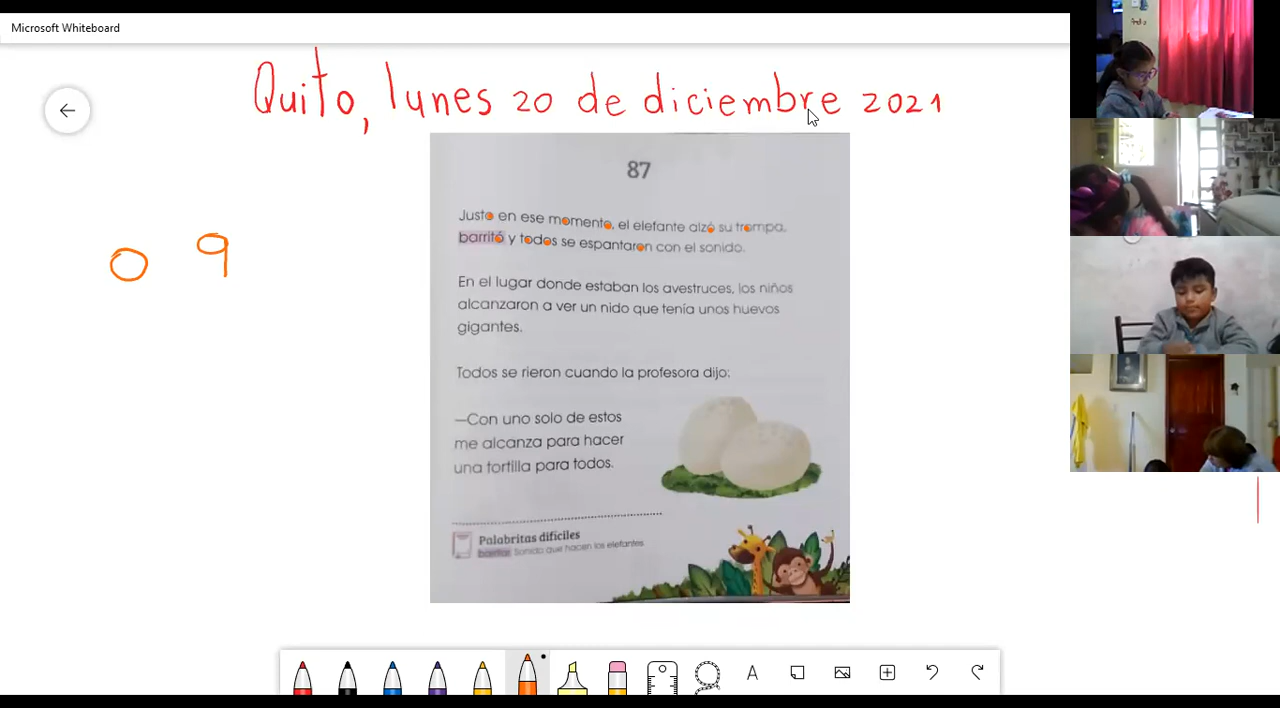 Microsoft Whiteboard
Quito, lunes 20 de diciembre 2021
87
Justo en ese momento, el elefante alzó su trompa,
barritó y todos se espantaron con el sonido.
En el lugar donde estaban los avestruces, los niños
alcanzaron a ver un nido que tenía unos huevos
gigantes.
Todos se rieron cuando la profesora dijo:
—Con uno solo de estos
me alcanza para hacer
una tortilla para todos.
Palabritas difíciles
barritar. Sonido que hacen los elefantes.
o 9
A